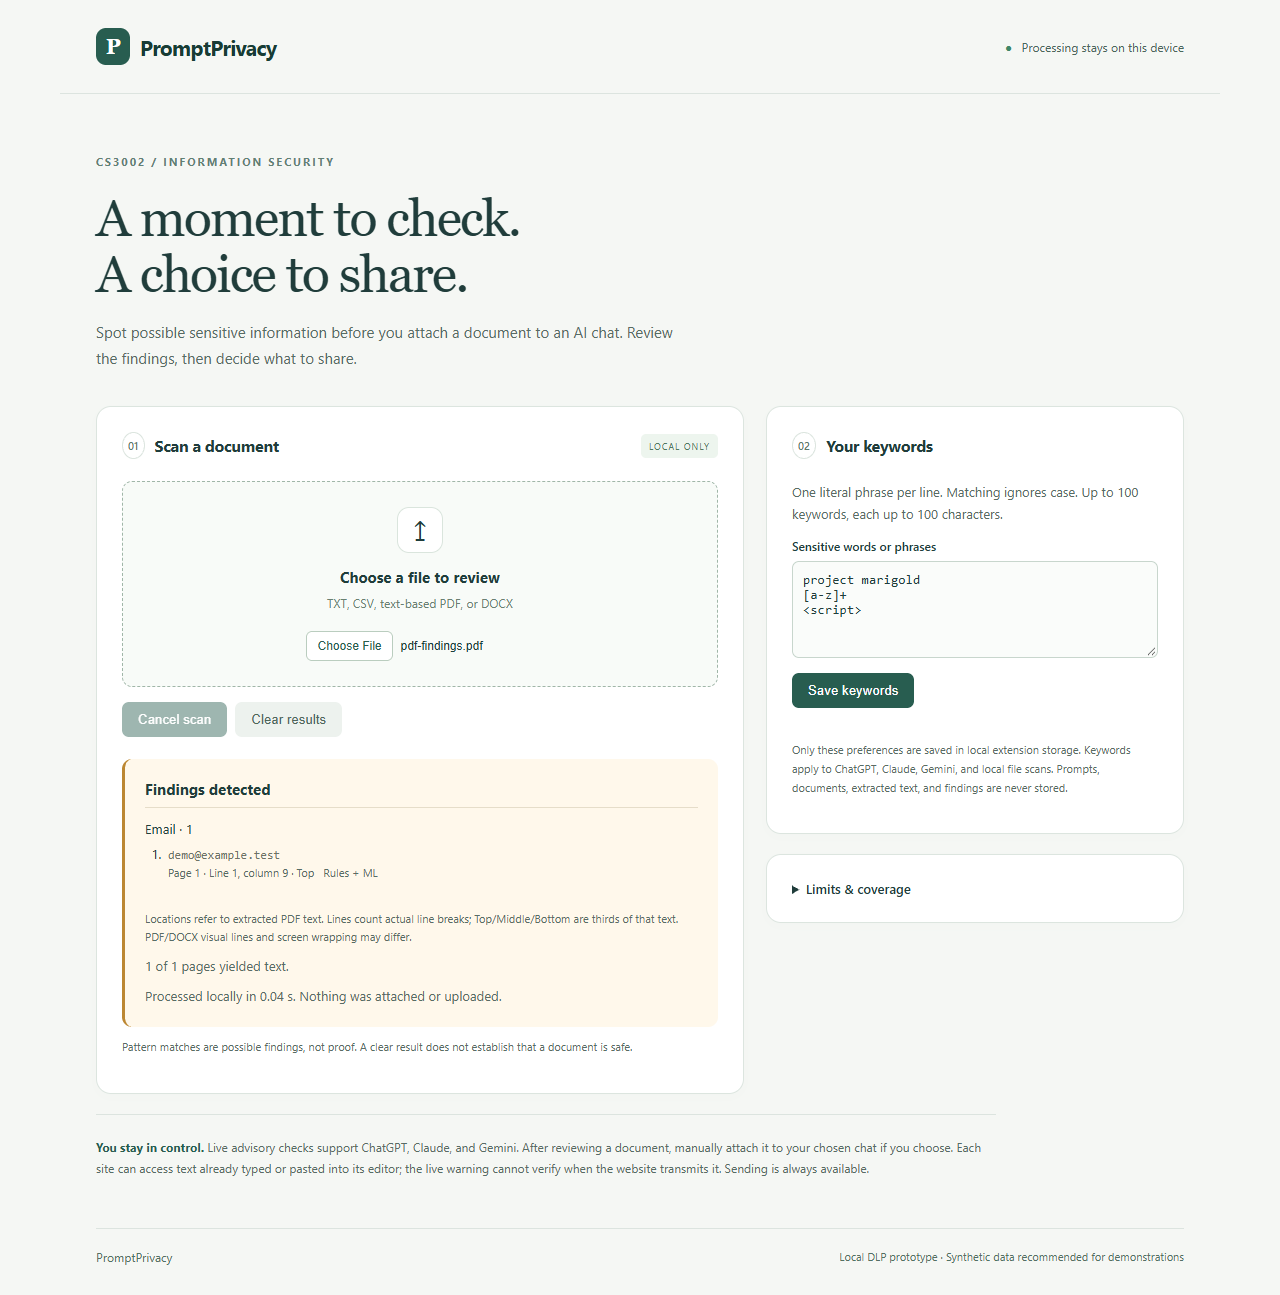 P PromptPrivacy
● Processing stays on this device
CS3002 / INFORMATION SECURITY
A moment to check.
A choice to share.
Spot possible sensitive information before you attach a document to an AI chat. Review
the findings, then decide what to share.
01 Scan a document
LOCAL ONLY
↥
Choose a file to review
TXT, CSV, text-based PDF, or DOCX
Choose File pdf-findings.pdf
Cancel scan Clear results
Findings detected
Email · 1
1. demo@example.test
Page 1 · Line 1, column 9 · Top Rules + ML
Locations refer to extracted PDF text. Lines count actual line breaks; Top/Middle/Bottom are thirds of that text.
PDF/DOCX visual lines and screen wrapping may differ.
1 of 1 pages yielded text.
Processed locally in 0.04 s. Nothing was attached or uploaded.
Pattern matches are possible findings, not proof. A clear result does not establish that a document is safe.
02 Your keywords
One literal phrase per line. Matching ignores case. Up to 100
keywords, each up to 100 characters.
Sensitive words or phrases
project marigold
[a-z]+
<script>
Save keywords
Only these preferences are saved in local extension storage. Keywords
apply to ChatGPT, Claude, Gemini, and local file scans. Prompts,
documents, extracted text, and findings are never stored.
▶ Limits & coverage
You stay in control. Live advisory checks support ChatGPT, Claude, and Gemini. After reviewing a document, manually attach it to your chosen chat if you choose. Each
site can access text already typed or pasted into its editor; the live warning cannot verify when the website transmits it. Sending is always available.
PromptPrivacy
Local DLP prototype · Synthetic data recommended for demonstrations